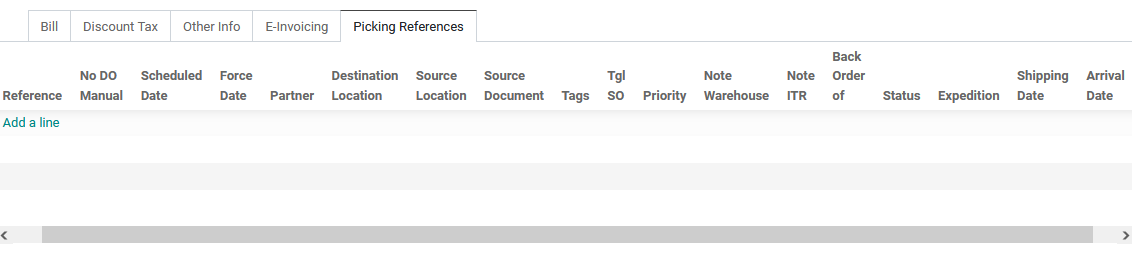 Bill Discount Tax Other Info E-Invoicing Picking References
Reference No DO Manual Scheduled Date Force Date Partner Destination Location Source Location Source Document Tags Tgl SO Priority Note Warehouse Note ITR Back Order of Status Expedition Shipping Date Arrival Date
Add a line